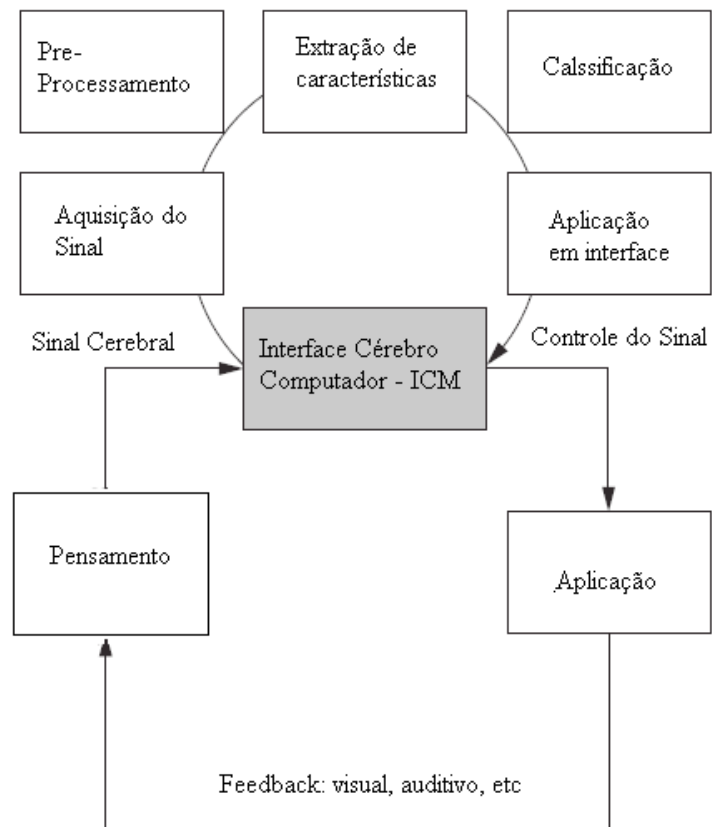 Pre-
Processamento
Extração de
característícas
Calssificação
Aquisição do
Sinal
Aplicação
em interface
Sinal Cerebral
Interface Cérebro
Computador - ICM
Controle do Sinal
Pensamento
Aplicação
Feedback: visual, auditivo, etc